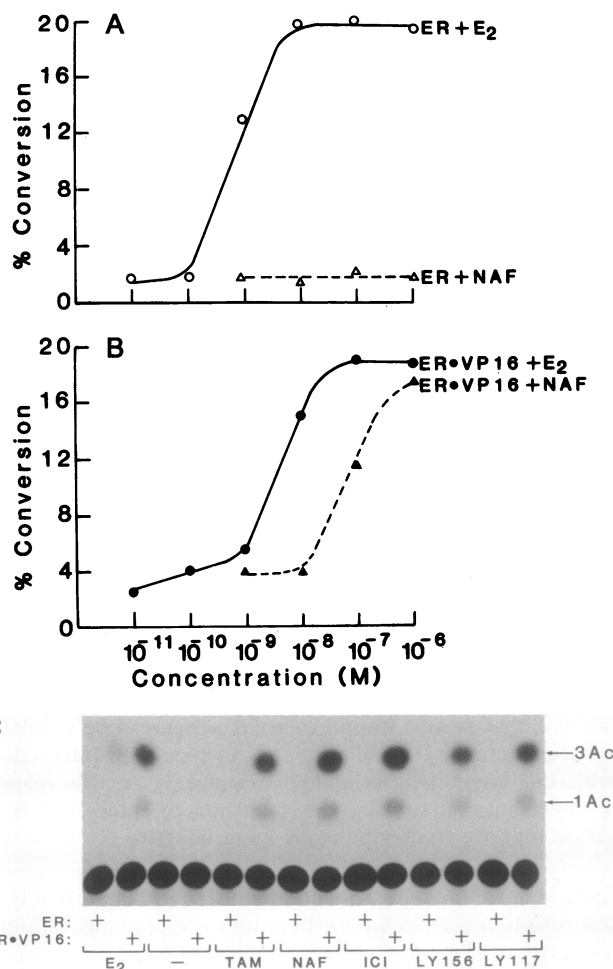 A
20
16
12
8
4
0
% Conversion
ER+E2
ER+NAF
B
20
16
12
8
4
0
% Conversion
ER●VP16+E2
ER●VP16+NAF
10-11 10-10 10-9 10-8 10-7 10-6
Concentration (M)
3Ac
1Ac
ER: + + + + + + +
R●VP16: + + + + + + +
E2 — TAM NAF ICI LY156 LY117